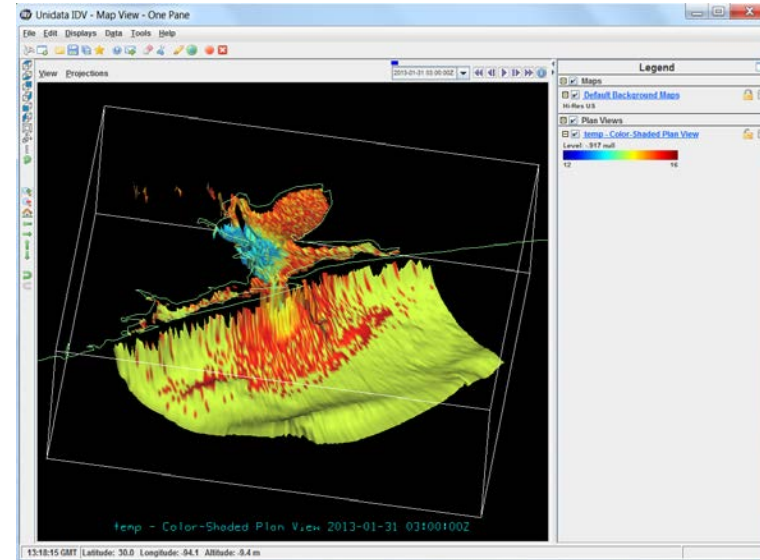 Unidata IDV - Map View - One Pane
File Edit Displays Data Tools Help
View Projections
2013-01-31 03:00:00Z
Legend
Maps
Default Background Maps
Hi-Res US
Plan Views
temp - Color-Shaded Plan View
Level: -.917 null
12 16
temp - Color-Shaded Plan View 2013-01-31 03:00:00Z
13:18:15 GMT Latitude: 30.0 Longitude: -94.1 Altitude: -9.4 m